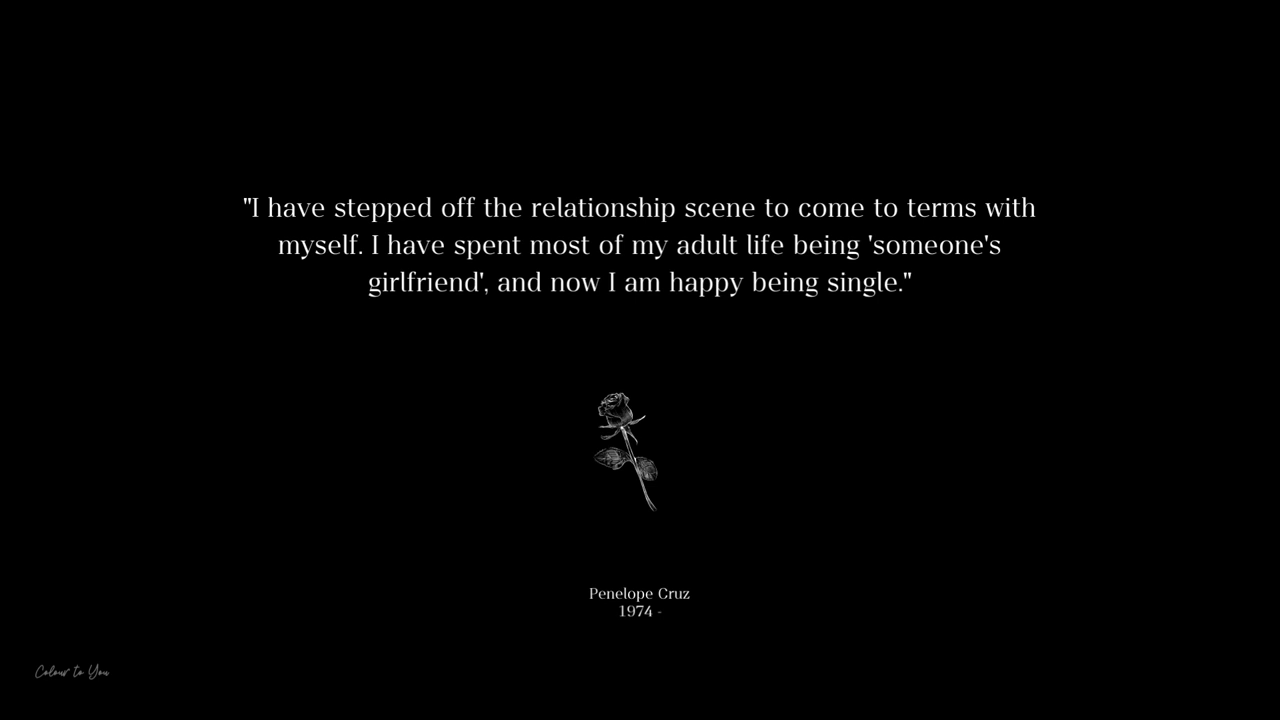 "I have stepped off the relationship scene to come to terms with
myself. I have spent most of my adult life being 'someone's
girlfriend', and now I am happy being single."
Penelope Cruz
1974 -
Colour to You